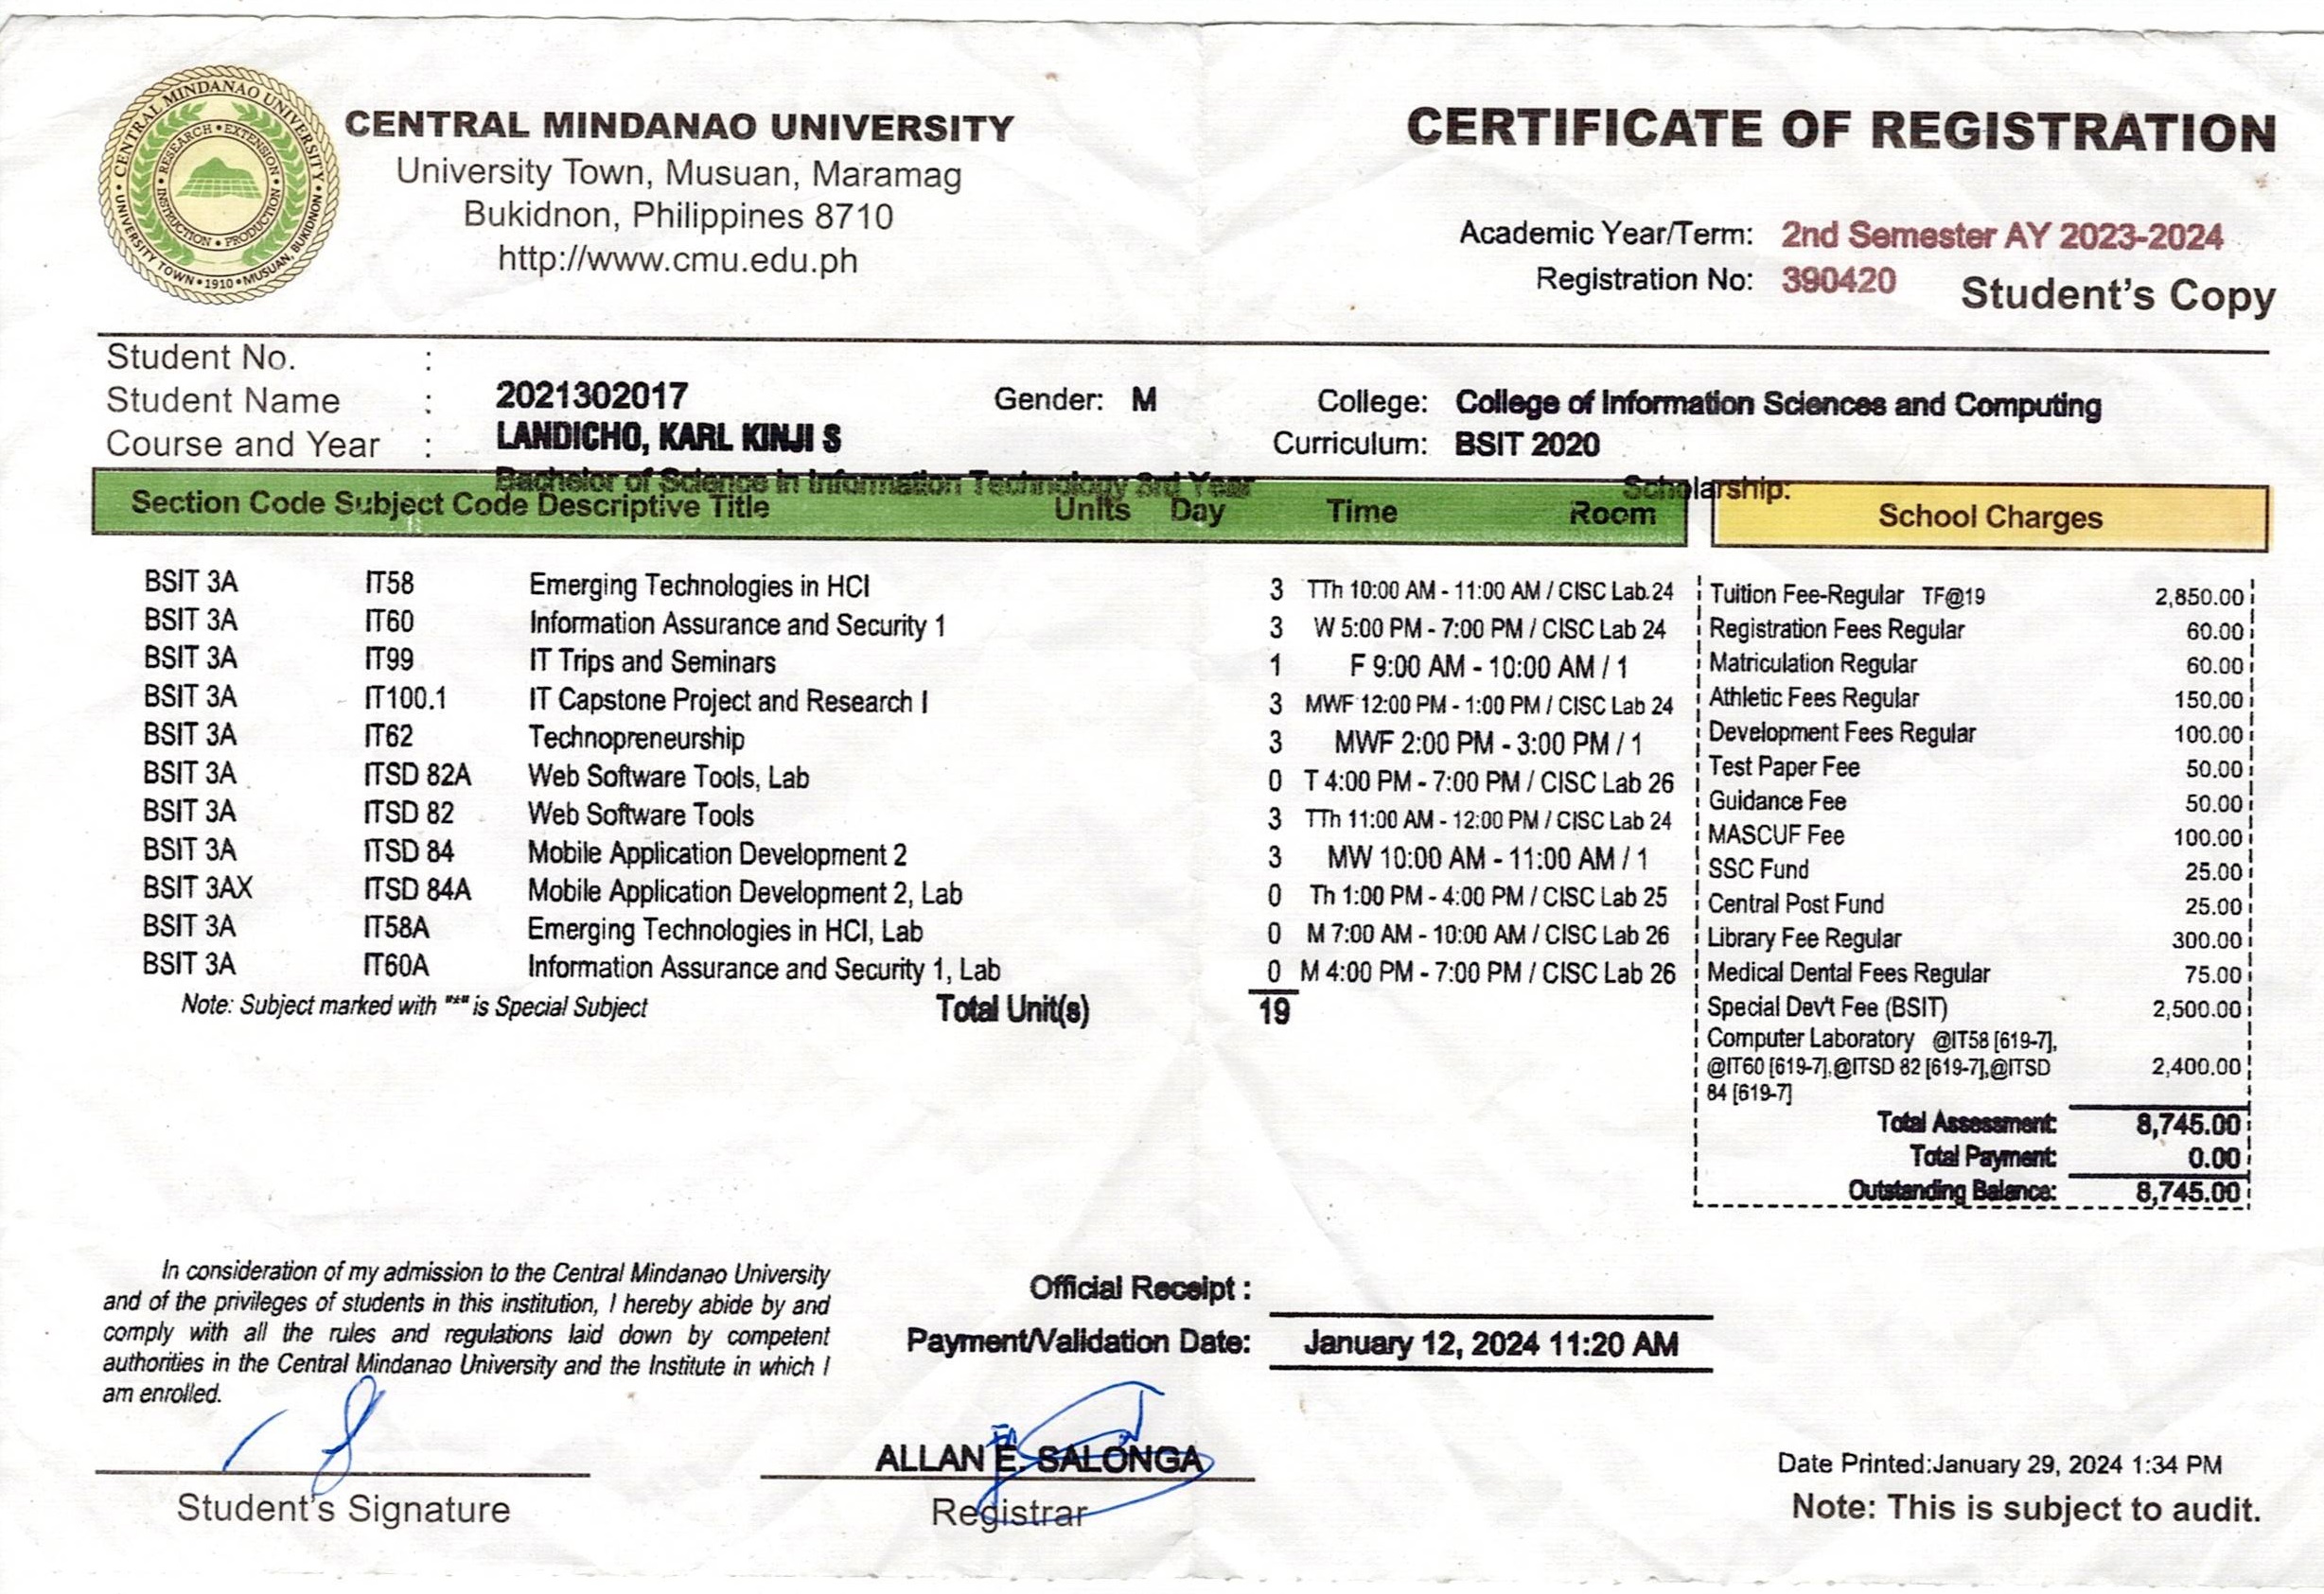 CENTRAL MINDANAO UNIVERSITY
UNIVERSITY TOWN • 1910 • MUSUAN, BUKIDNON
RESEARCH • EXTENSION
INSTRUCTION • PRODUCTION
CENTRAL MINDANAO UNIVERSITY
University Town, Musuan, Maramag
Bukidnon, Philippines 8710
http://www.cmu.edu.ph
CERTIFICATE OF REGISTRATION
Academic Year/Term: 2nd Semester AY 2023-2024
Registration No: 390420
Student's Copy
Student No. :
Student Name : 2021302017 Gender: M College: College of Information Sciences and Computing
Course and Year : LANDICHO, KARL KINJI S Curriculum: BSIT 2020
Bachelor of Science in Information Technology 3rd Year Scholarship:
Section Code Subject Code Descriptive Title Units Day Time Room
School Charges
BSIT 3A IT58 Emerging Technologies in HCI 3 TTh 10:00 AM - 11:00 AM / CISC Lab.24
BSIT 3A IT60 Information Assurance and Security 1 3 W 5:00 PM - 7:00 PM / CISC Lab 24
BSIT 3A IT99 IT Trips and Seminars 1 F 9:00 AM - 10:00 AM / 1
BSIT 3A IT100.1 IT Capstone Project and Research I 3 MWF 12:00 PM - 1:00 PM / CISC Lab 24
BSIT 3A IT62 Technopreneurship 3 MWF 2:00 PM - 3:00 PM / 1
BSIT 3A ITSD 82A Web Software Tools, Lab 0 T 4:00 PM - 7:00 PM / CISC Lab 26
BSIT 3A ITSD 82 Web Software Tools 3 TTh 11:00 AM - 12:00 PM / CISC Lab 24
BSIT 3A ITSD 84 Mobile Application Development 2 3 MW 10:00 AM - 11:00 AM / 1
BSIT 3AX ITSD 84A Mobile Application Development 2, Lab 0 Th 1:00 PM - 4:00 PM / CISC Lab 25
BSIT 3A IT58A Emerging Technologies in HCI, Lab 0 M 7:00 AM - 10:00 AM / CISC Lab 26
BSIT 3A IT60A Information Assurance and Security 1, Lab 0 M 4:00 PM - 7:00 PM / CISC Lab 26
Note: Subject marked with "*" is Special Subject Total Unit(s) 19
Tuition Fee-Regular TF@19 2,850.00
Registration Fees Regular 60.00
Matriculation Regular 60.00
Athletic Fees Regular 150.00
Development Fees Regular 100.00
Test Paper Fee 50.00
Guidance Fee 50.00
MASCUF Fee 100.00
SSC Fund 25.00
Central Post Fund 25.00
Library Fee Regular 300.00
Medical Dental Fees Regular 75.00
Special Dev't Fee (BSIT) 2,500.00
Computer Laboratory @IT58 [619-7],
@IT60 [619-7],@ITSD 82 [619-7],@ITSD 2,400.00
84 [619-7]
Total Assessment: 8,745.00
Total Payment: 0.00
Outstanding Balance: 8,745.00
In consideration of my admission to the Central Mindanao University
and of the privileges of students in this institution, I hereby abide by and
comply with all the rules and regulations laid down by competent
authorities in the Central Mindanao University and the Institute in which I
am enrolled.
Official Receipt :
Payment/Validation Date: January 12, 2024 11:20 AM
Student's Signature
ALLAN E. SALONGA
Registrar
Date Printed:January 29, 2024 1:34 PM
Note: This is subject to audit.